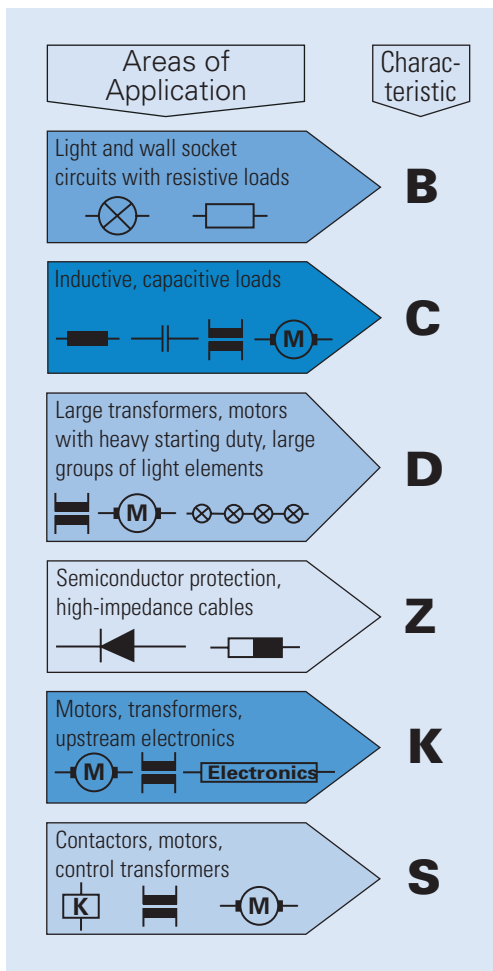 Areas of
Application
Charac-
teristic
Light and wall socket
circuits with resistive loads
B
Inductive, capacitive loads
M
C
Large transformers, motors
with heavy starting duty, large
groups of light elements
M
D
Semiconductor protection,
high-impedance cables
Z
Motors, transformers,
upstream electronics
M
Electronics
K
Contactors, motors,
control transformers
K
M
S